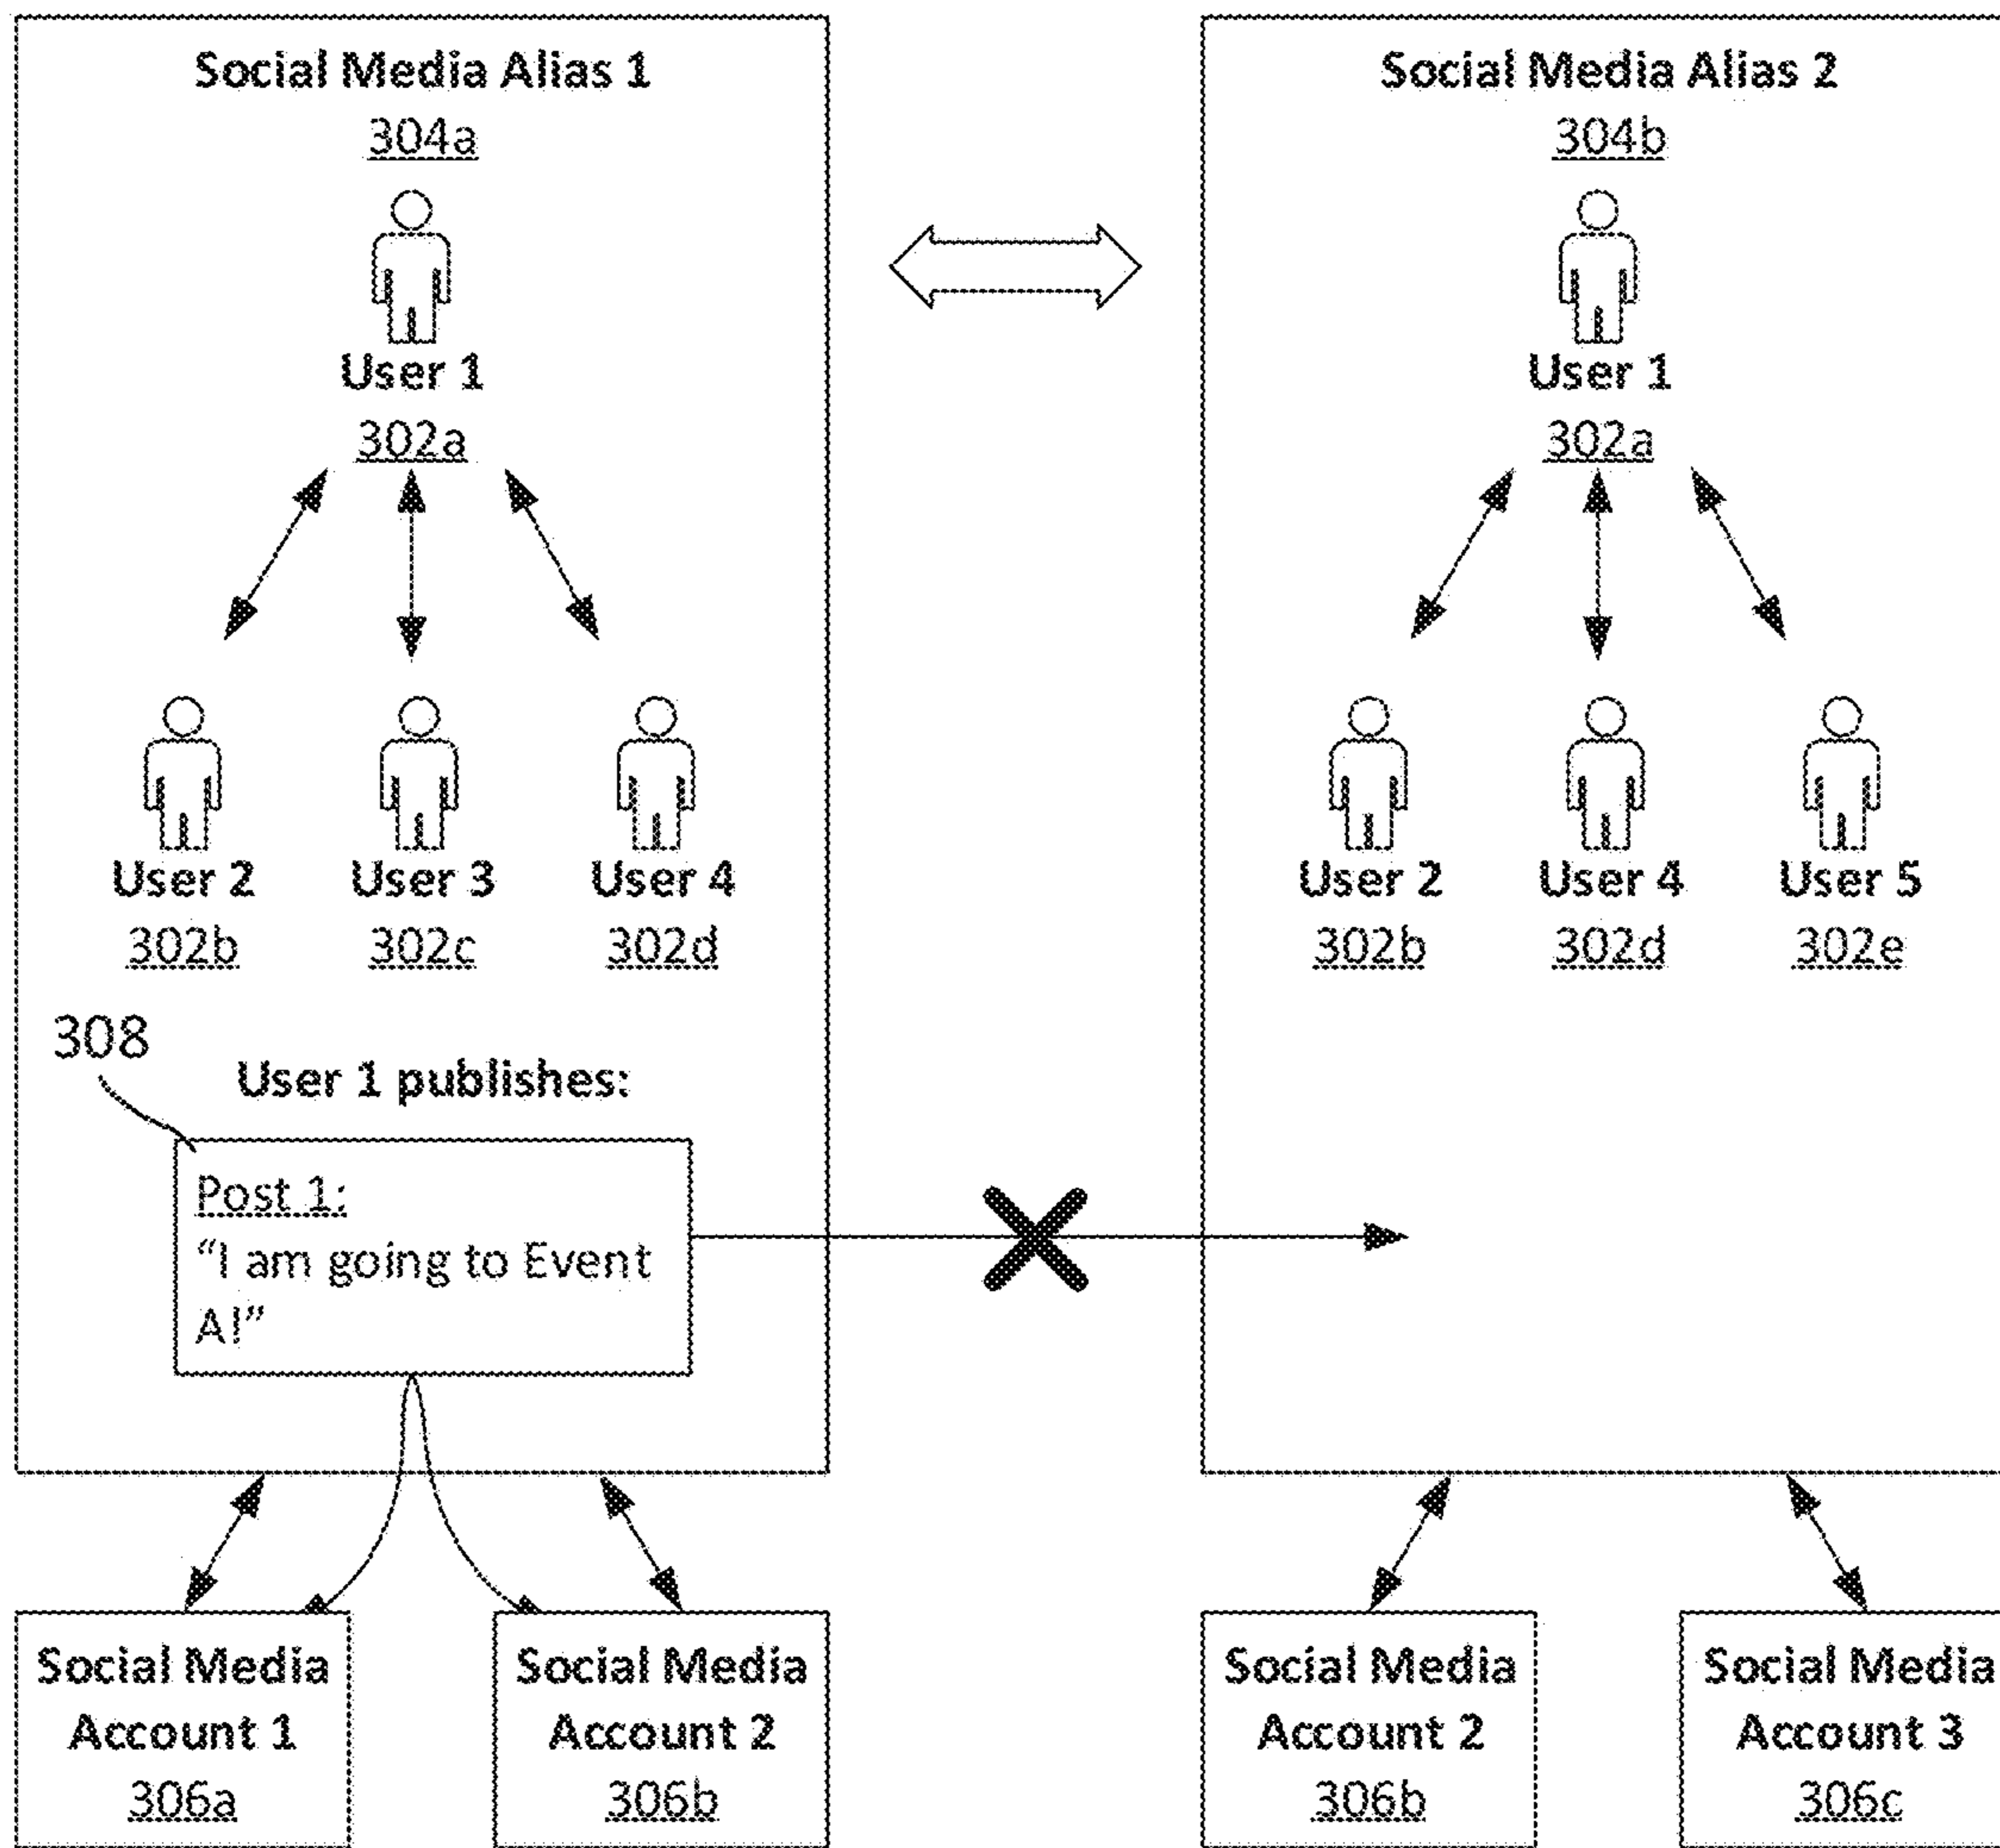 Social Media Alias 1
304a
User 1
302a
User 2 User 3 User 4
302b 302c 302d
308
User 1 publishes:
Post 1:
“I am going to Event
A!”
Social Media
Account 1
306a
Social Media
Account 2
306b
Social Media Alias 2
304b
User 1
302a
User 2 User 4 User 5
302b 302d 302e
Social Media
Account 2
306b
Social Media
Account 3
306c